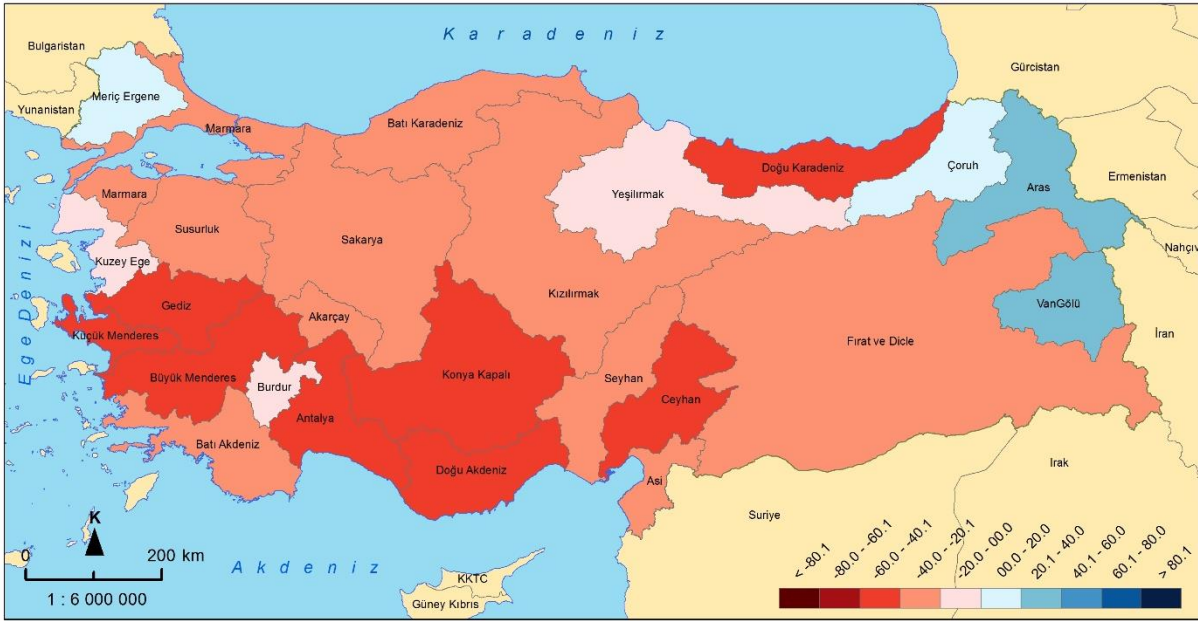 Karadeniz
Bulgaristan
Gürcistan
Meriç Ergene
Yunanistan
Marmara
Batı Karadeniz
Doğu Karadeniz
Çoruh
Ermenistan
Marmara
Yeşilırmak
Aras
Susurluk
Sakarya
Nahçıv
Kuzey Ege
Ege Denizi
Gediz
Kızılırmak
VanGölü
Akarçay
Küçük Menderes
İran
Fırat ve Dicle
Büyük Menderes
Burdur
Konya Kapalı
Seyhan
Ceyhan
Antalya
Batı Akdeniz
Doğu Akdeniz
Irak
Asi
Suriye
K
0 200 km
Akdeniz
KKTC
1 : 6 000 000
Güney Kıbrıs
< -80.1
-80.0 - -60.1
-60.0 - -40.1
-40.0 - -20.1
-20.0 - 00.0
00.0 - 20.0
20.1 - 40.0
40.1 - 60.0
60.1 - 80.0
> 80.1